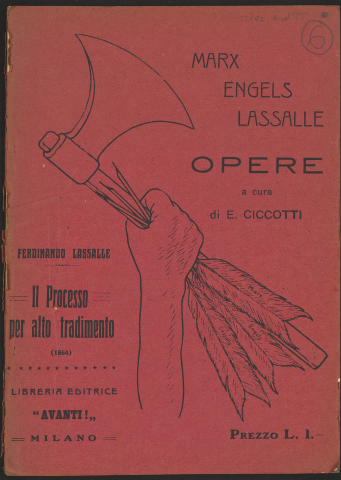 6
MARX
ENGELS
LASSALLE
OPERE
a cura
di E. CICCOTTI
FERDINANDO LASSALLE
Il Processo
per alto tradimento
(1864)
LIBRERIA EDITRICE
"AVANTI!„
MILANO
PREZZO L. 1.-